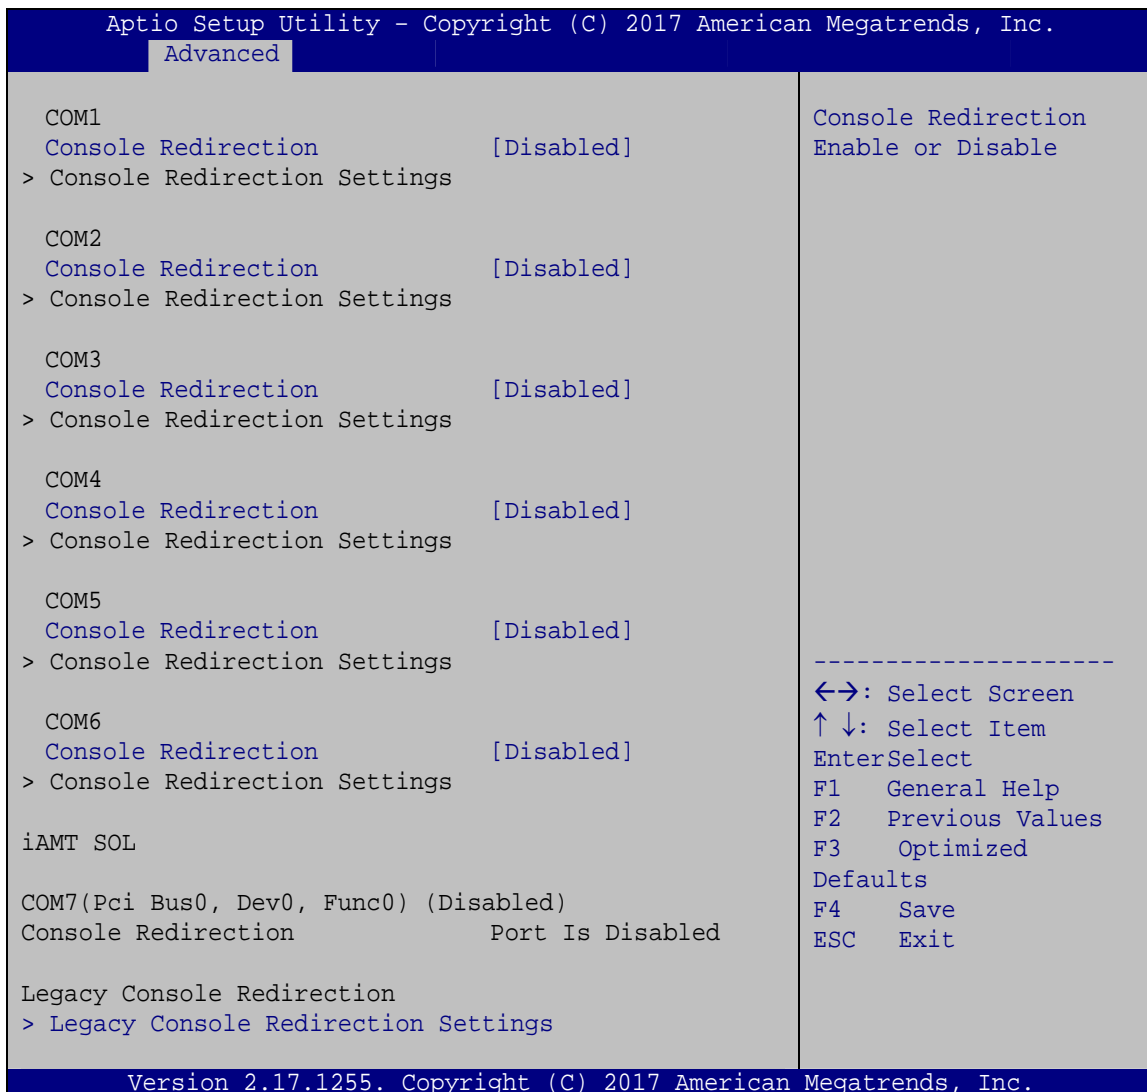 Aptio Setup Utility – Copyright (C) 2017 American Megatrends, Inc.
Advanced
COM1
Console Redirection [Disabled]
> Console Redirection Settings
COM2
Console Redirection [Disabled]
> Console Redirection Settings
COM3
Console Redirection [Disabled]
> Console Redirection Settings
COM4
Console Redirection [Disabled]
> Console Redirection Settings
COM5
Console Redirection [Disabled]
> Console Redirection Settings
COM6
Console Redirection [Disabled]
> Console Redirection Settings
iAMT SOL
COM7(Pci Bus0, Dev0, Func0) (Disabled)
Console Redirection Port Is Disabled
Legacy Console Redirection
> Legacy Console Redirection Settings
Console Redirection
Enable or Disable
---------------------
←→: Select Screen
↑ ↓: Select Item
EnterSelect
F1 General Help
F2 Previous Values
F3 Optimized
Defaults
F4 Save
ESC Exit
Version 2.17.1255. Copyright (C) 2017 American Megatrends, Inc.